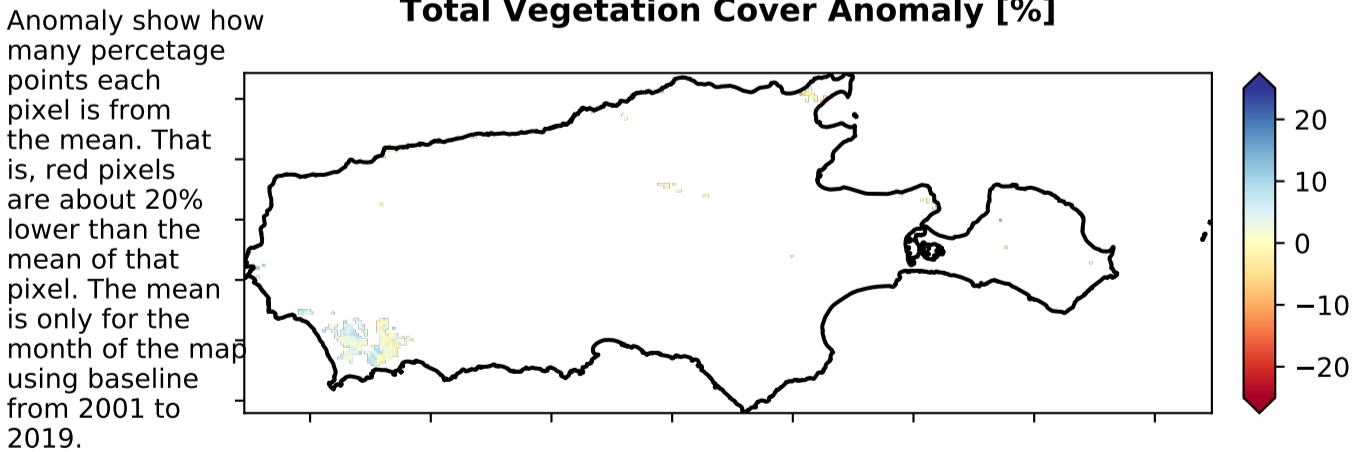 Total Vegetation Cover Anomaly [%]
Anomaly show how
many percetage
points each
pixel is from
the mean. That
is, red pixels
are about 20%
lower than the
mean of that
pixel. The mean
is only for the
month of the map
using baseline
from 2001 to
2019.
20
10
0
−10
−20